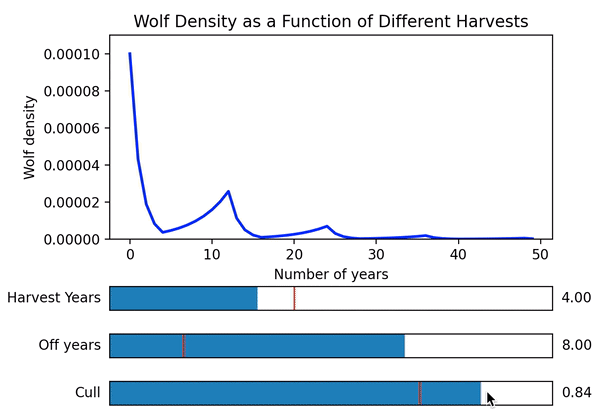 Wolf Density as a Function of Different Harvests
Wolf density
0.00010
0.00008
0.00006
0.00004
0.00002
0.00000
0 10 20 30 40 50
Number of years
Harvest Years 4.00
Off years 8.00
Cull 0.84